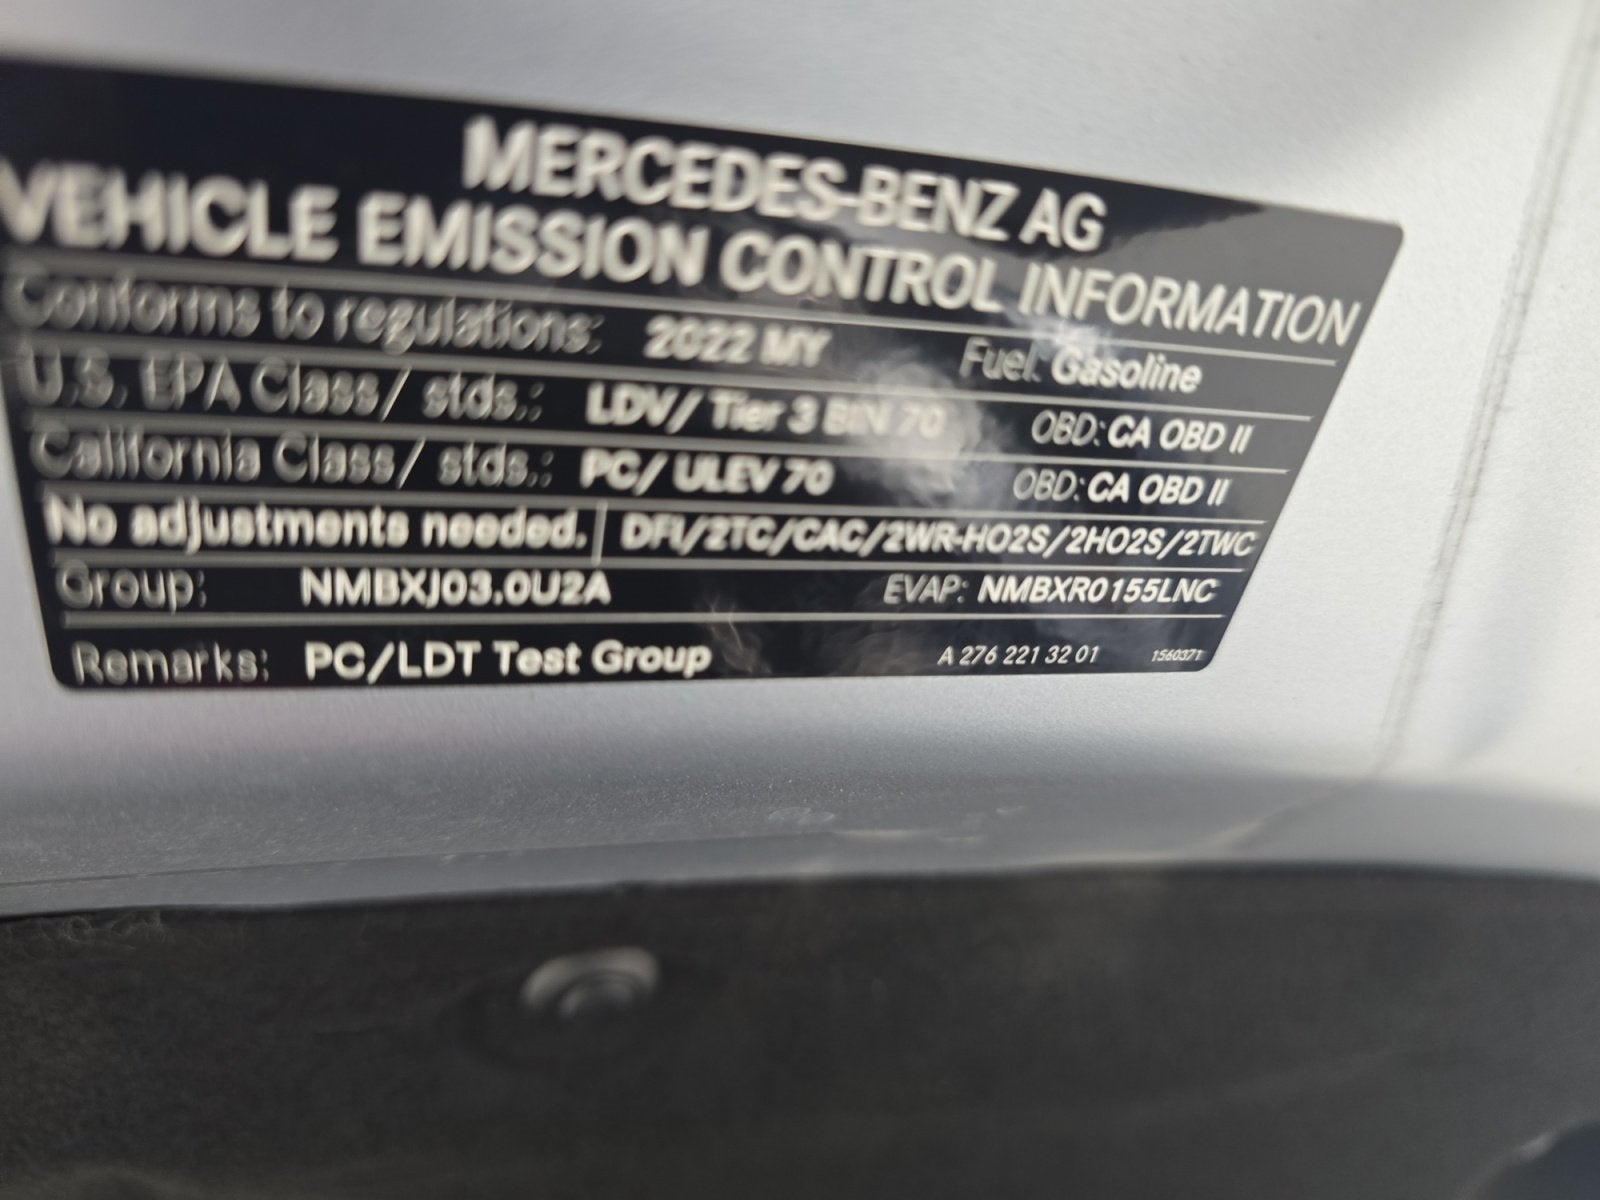 MERCEDES-BENZ AG
VEHICLE EMISSION CONTROL INFORMATION
Conforms to regulations: 2022 MY Fuel: Gasoline
U.S. EPA Class/ stds.: LDV/ Tier 3 BIN 70 OBD: CA OBD II
California Class/ stds.: PC/ ULEV 70 OBD: CA OBD II
No adjustments needed. DFI/2TC/CAC/2WR-HO2S/2HO2S/2TWC
Group: NMBXJ03.0U2A EVAP: NMBXR0155LNC
Remarks: PC/LDT Test Group A 276 221 32 01 1560371